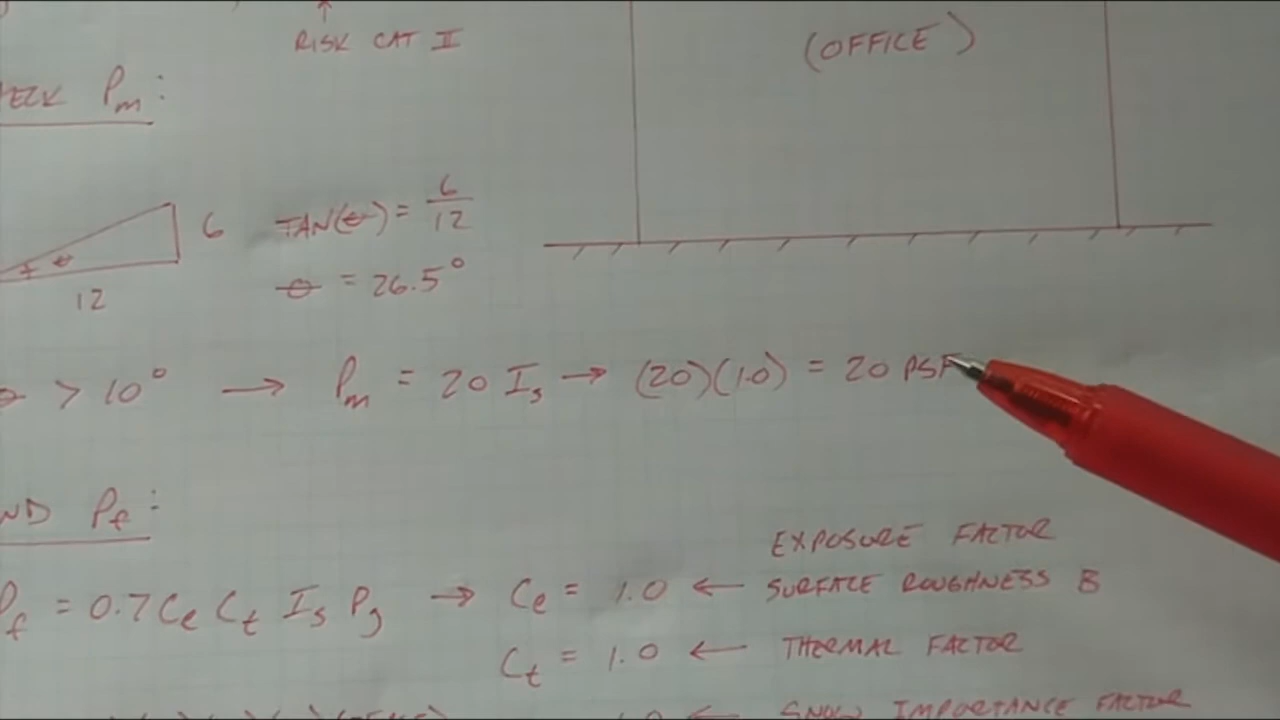 RISK CAT II
(OFFICE)
Pm:
6
12
TAN(θ) = 6/12
θ = 26.5°
θ > 10° → Pm = 20 Is → (20)(1.0) = 20 PSF
Pf:
Pf = 0.7 Ce Ct Is Pg → Ce = 1.0 ← EXPOSURE FACTOR
SURFACE ROUGHNESS B
Ct = 1.0 ← THERMAL FACTOR
SNOW IMPORTANCE FACTOR